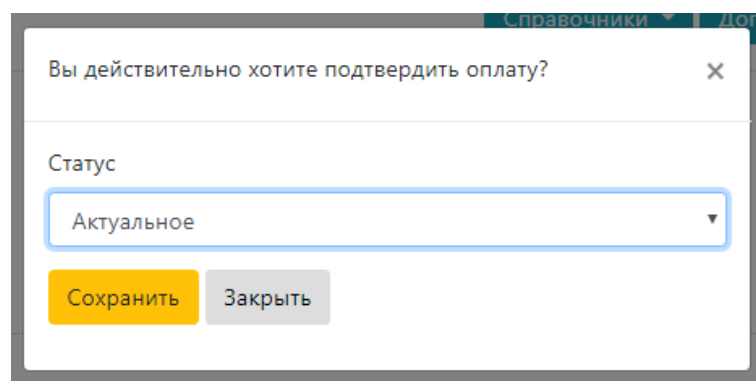 Справочники
Вы действительно хотите подтвердить оплату?
Статус
Актуальное
Сохранить Закрыть